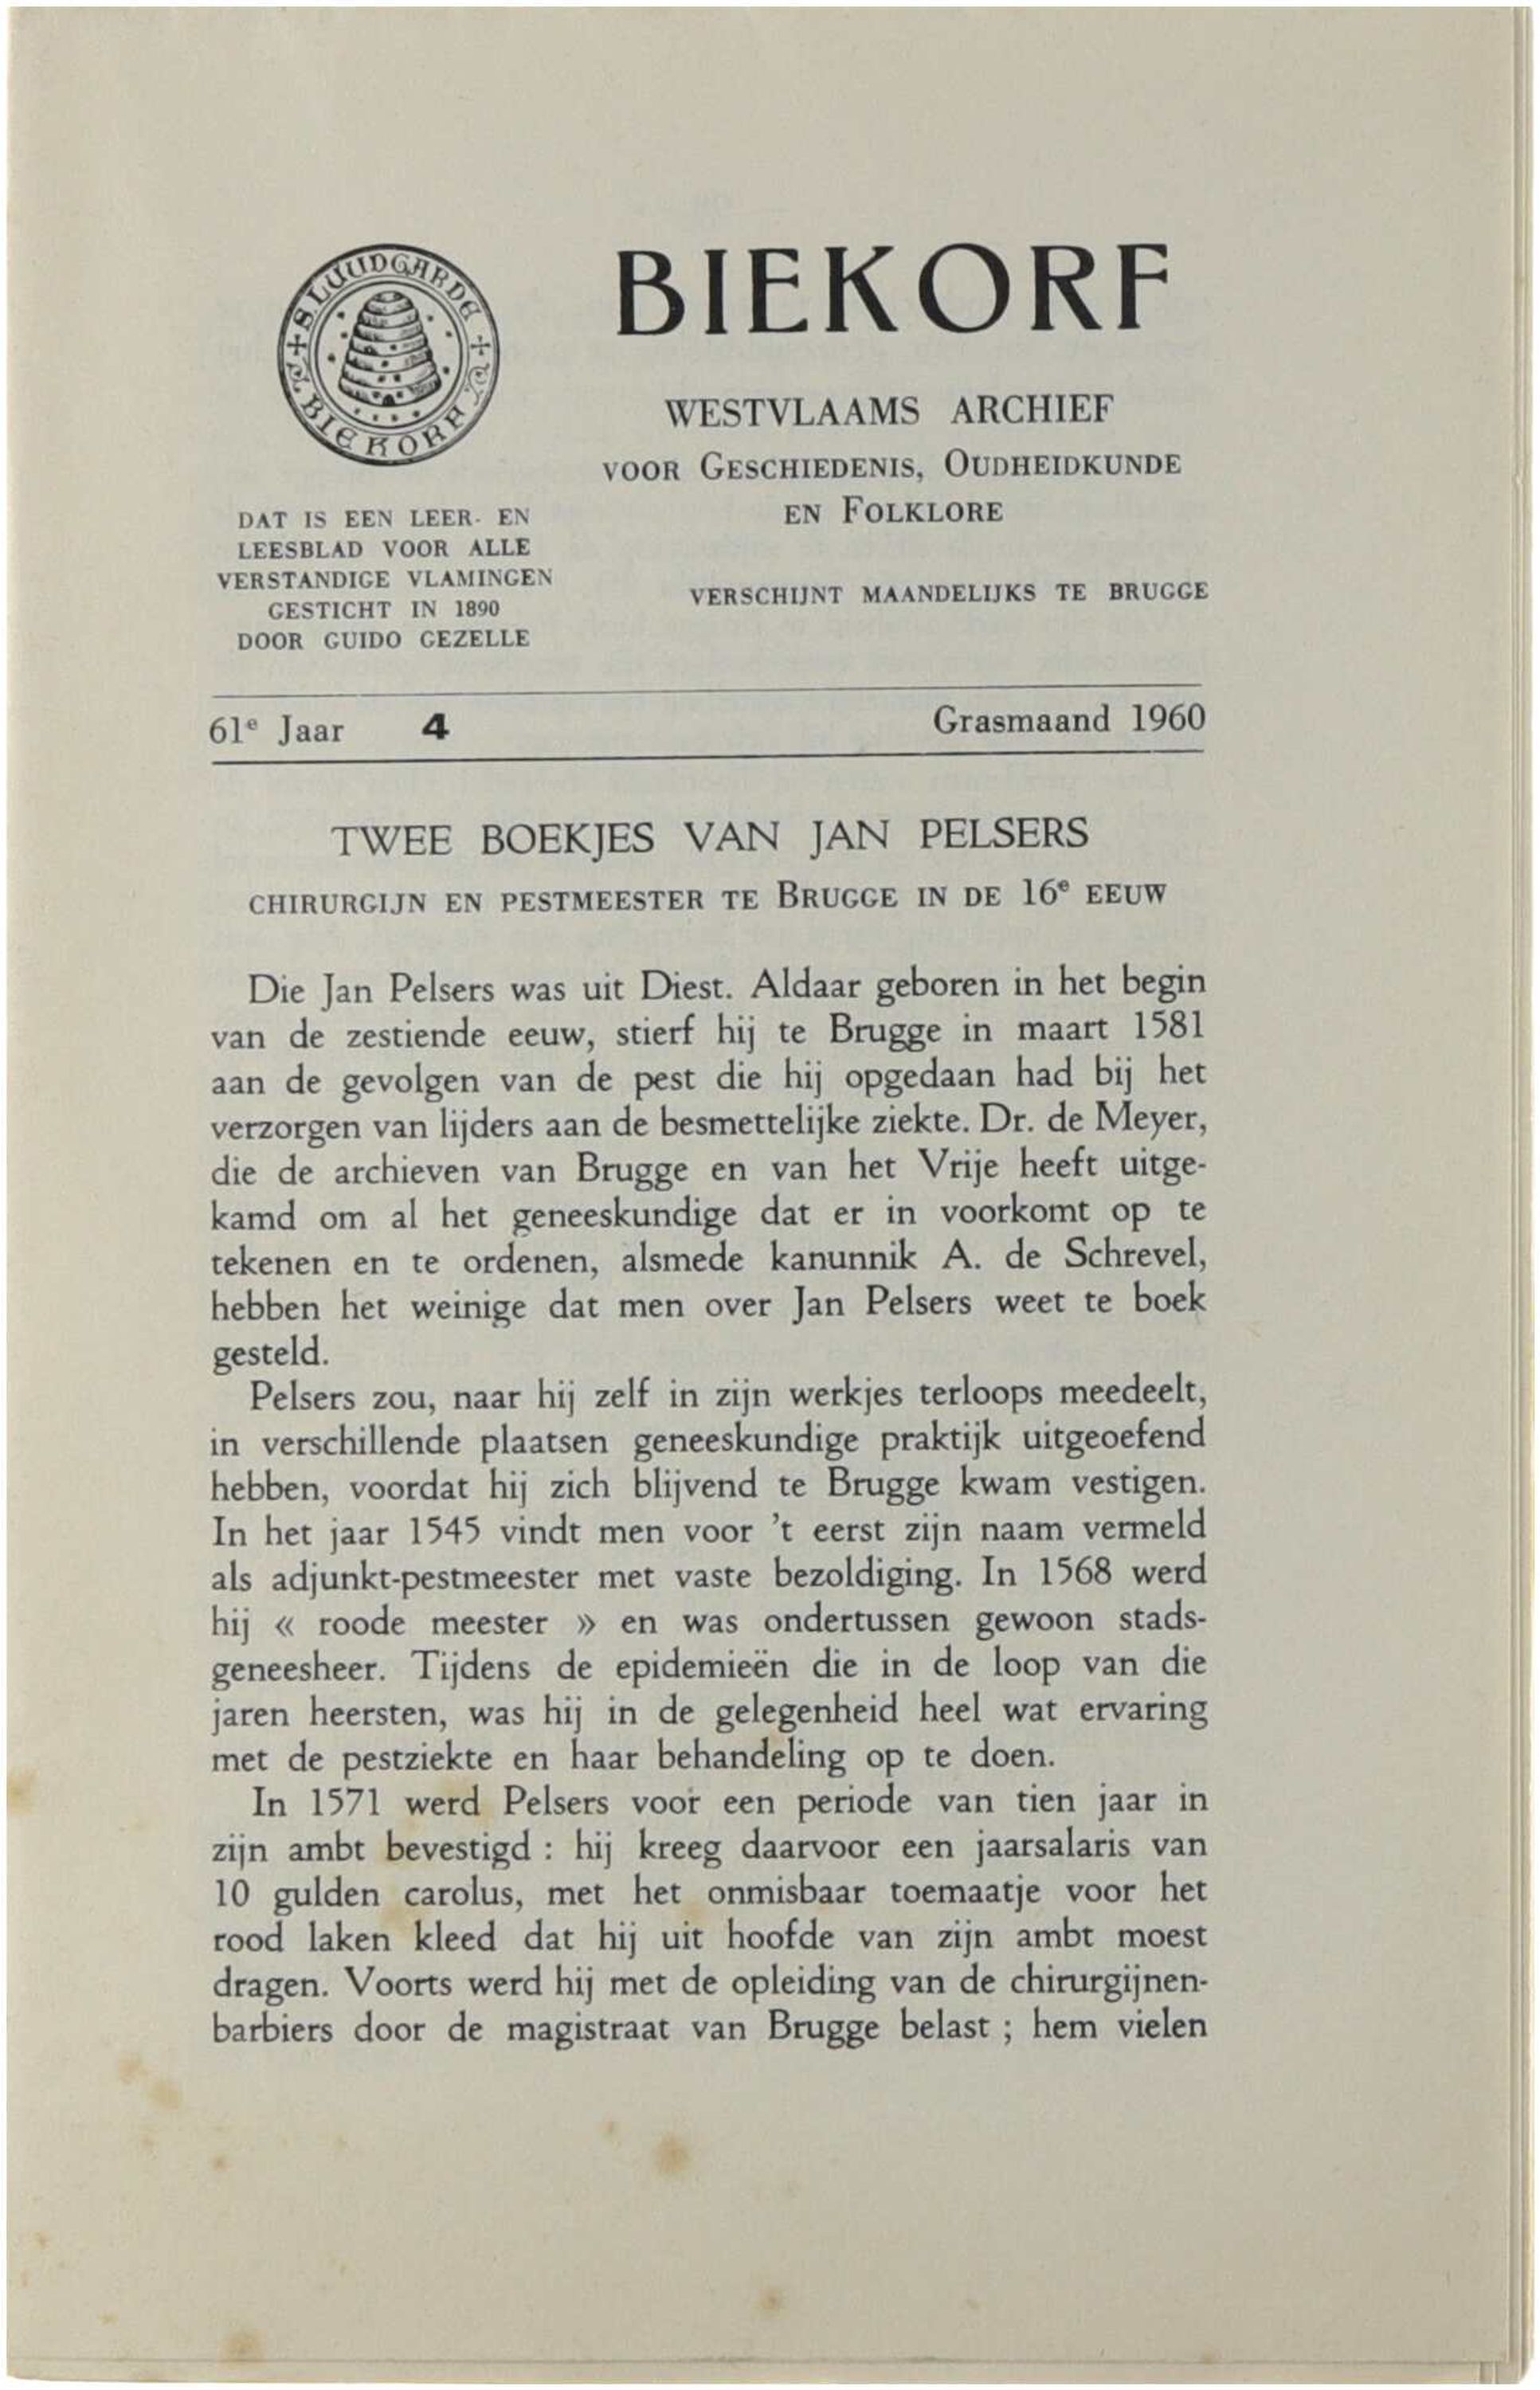 S. LUUDGARDE
BIEKORF
BIEKORF
WESTVLAAMS ARCHIEF
VOOR GESCHIEDENIS, OUDHEIDKUNDE
EN FOLKLORE
VERSCHIJNT MAANDELIJKS TE BRUGGE
DAT IS EEN LEER- EN
LEESBLAD VOOR ALLE
VERSTANDIGE VLAMINGEN
GESTICHT IN 1890
DOOR GUIDO GEZELLE
61e Jaar 4 Grasmaand 1960
TWEE BOEKJES VAN JAN PELSERS
CHIRURGIJN EN PESTMEESTER TE BRUGGE IN DE 16e EEUW
Die Jan Pelsers was uit Diest. Aldaar geboren in het begin
van de zestiende eeuw, stierf hij te Brugge in maart 1581
aan de gevolgen van de pest die hij opgedaan had bij het
verzorgen van lijders aan de besmettelijke ziekte. Dr. de Meyer,
die de archieven van Brugge en van het Vrije heeft uitge-
kamd om al het geneeskundige dat er in voorkomt op te
tekenen en te ordenen, alsmede kanunnik A. de Schrevel,
hebben het weinige dat men over Jan Pelsers weet te boek
gesteld.
Pelsers zou, naar hij zelf in zijn werkjes terloops meedeelt,
in verschillende plaatsen geneeskundige praktijk uitgeoefend
hebben, voordat hij zich blijvend te Brugge kwam vestigen.
In het jaar 1545 vindt men voor 't eerst zijn naam vermeld
als adjunkt-pestmeester met vaste bezoldiging. In 1568 werd
hij « roode meester » en was ondertussen gewoon stads-
geneesheer. Tijdens de epidemieën die in de loop van die
jaren heersten, was hij in de gelegenheid heel wat ervaring
met de pestziekte en haar behandeling op te doen.
In 1571 werd Pelsers voor een periode van tien jaar in
zijn ambt bevestigd : hij kreeg daarvoor een jaarsalaris van
10 gulden carolus, met het onmisbaar toemaatje voor het
rood laken kleed dat hij uit hoofde van zijn ambt moest
dragen. Voorts werd hij met de opleiding van de chirurgijnen-
barbiers door de magistraat van Brugge belast ; hem vielen